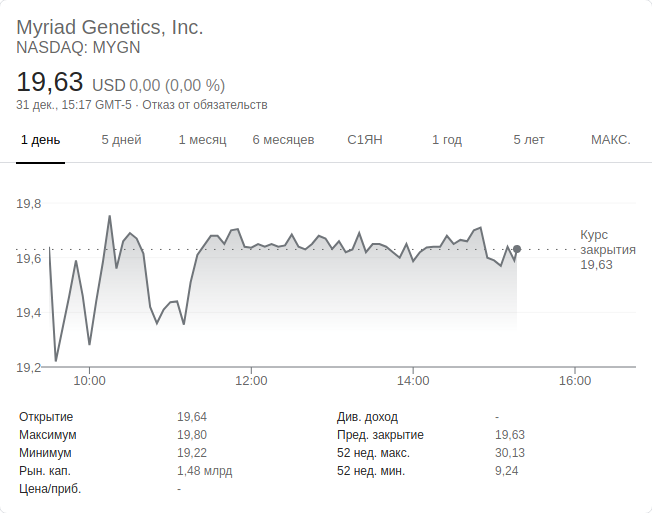 Myriad Genetics, Inc.
NASDAQ: MYGN
19,63 USD 0,00 (0,00 %)
31 дек., 15:17 GMT-5 · Отказ от обязательств
1 день 5 дней 1 месяц 6 месяцев С1ЯН 1 год 5 лет МАКС.
19,8
19,6
19,4
19,2
Курс
закрытия
19,63
10:00 12:00 14:00 16:00
Открытие 19,64 Див. доход -
Максимум 19,80 Пред. закрытие 19,63
Минимум 19,22 52 нед. макс. 30,13
Рын. кап. 1,48 млрд 52 нед. мин. 9,24
Цена/приб. -